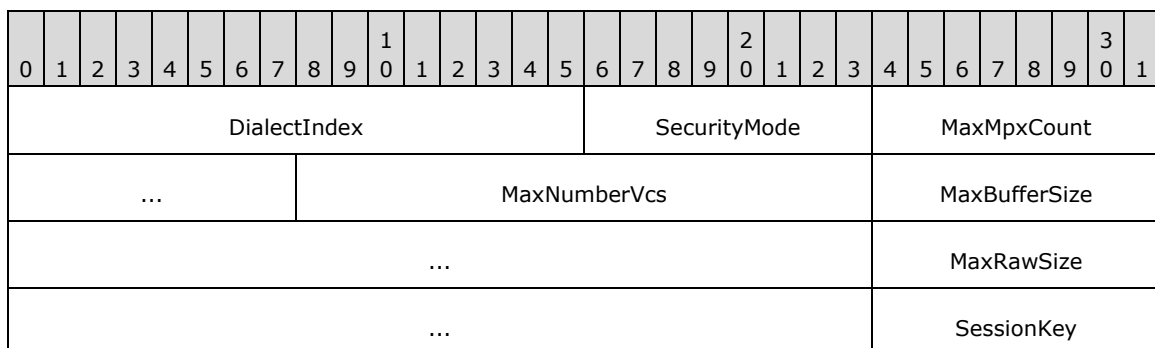 1 2 3
0 1 2 3 4 5 6 7 8 9 0 1 2 3 4 5 6 7 8 9 0 1 2 3 4 5 6 7 8 9 0 1
DialectIndex SecurityMode MaxMpxCount
... MaxNumberVcs MaxBufferSize
... MaxRawSize
... SessionKey